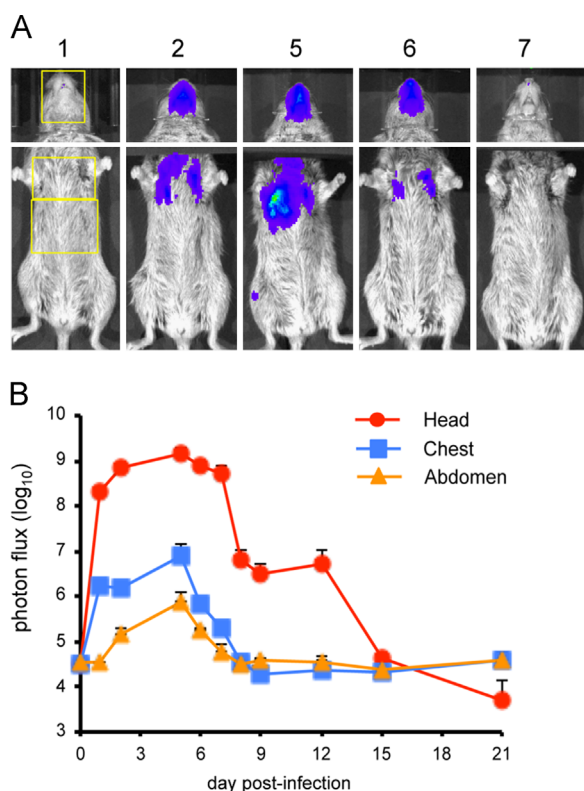 A
1 2 5 6 7
B
10
9
8
7
6
5
4
3
photon flux (log10)
Head
Chest
Abdomen
0 3 6 9 12 15 18 21
day post-infection